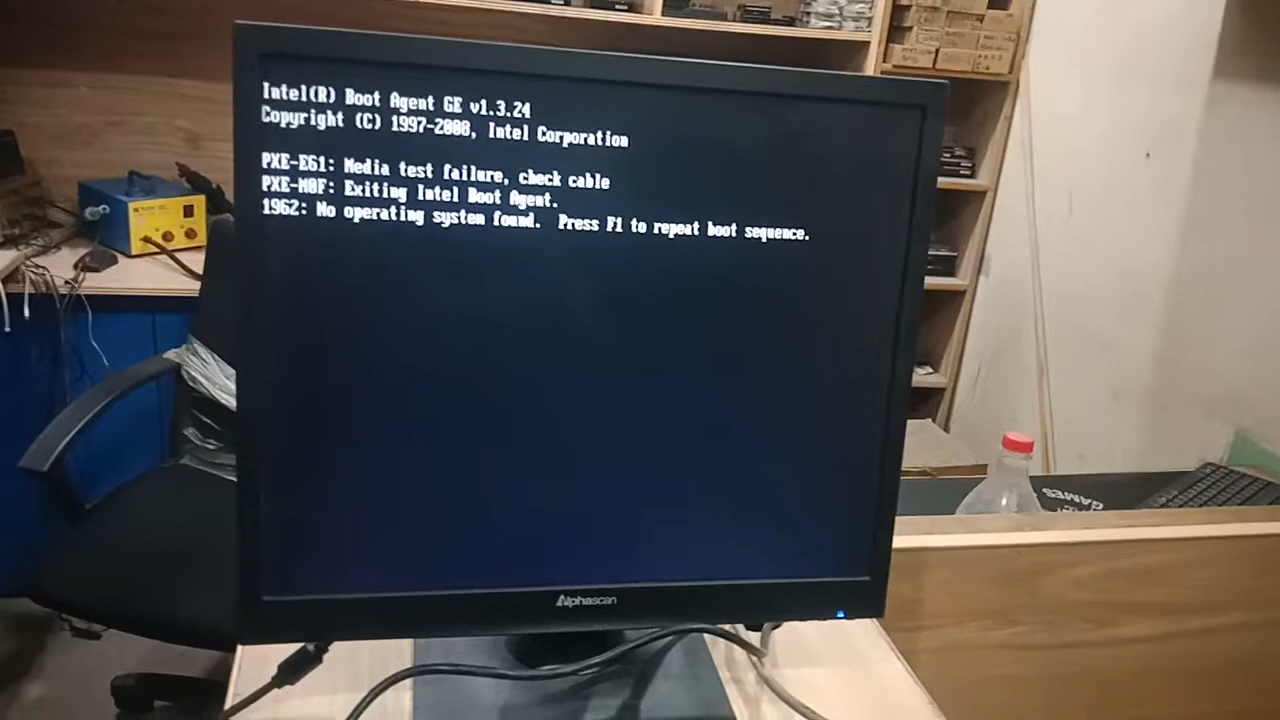 Intel(R) Boot Agent GE v1.3.24
Copyright (C) 1997-2008, Intel Corporation
PXE-E61: Media test failure, check cable
PXE-M0F: Exiting Intel Boot Agent.
1962: No operating system found.  Press F1 to repeat boot sequence.
Alphascan
GAMES